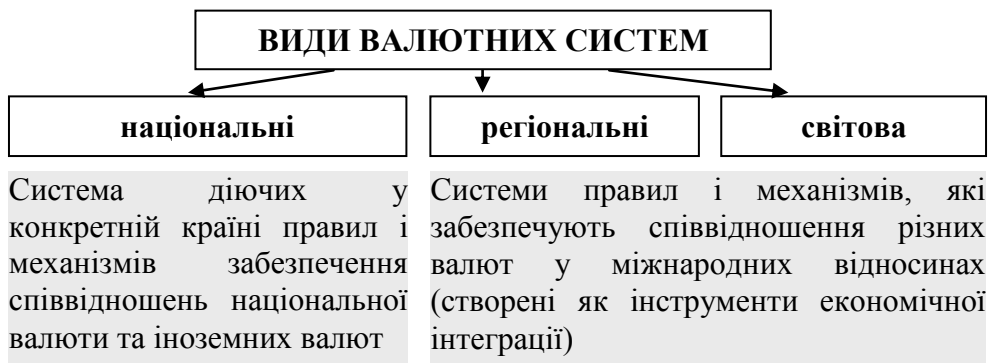 ВИДИ ВАЛЮТНИХ СИСТЕМ
національні
регіональні
світова
Система діючих у
конкретній країні правил і
механізмів забезпечення
співвідношень національної
валюти та іноземних валют
Системи правил і механізмів, які
забезпечують співвідношення різних
валют у міжнародних відносинах
(створені як інструменти економічної
інтеграції)